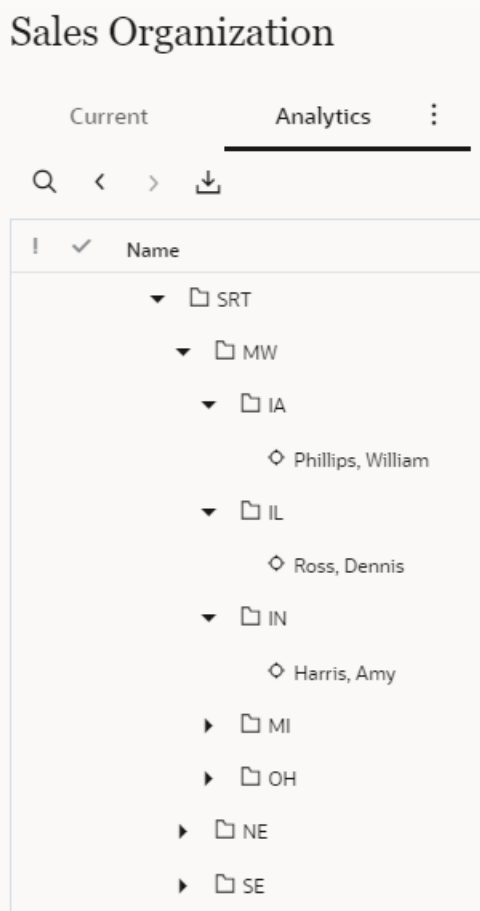 Sales Organization
Current Analytics
! Name
SRT
MW
IA
Phillips, William
IL
Ross, Dennis
IN
Harris, Amy
MI
OH
NE
SE